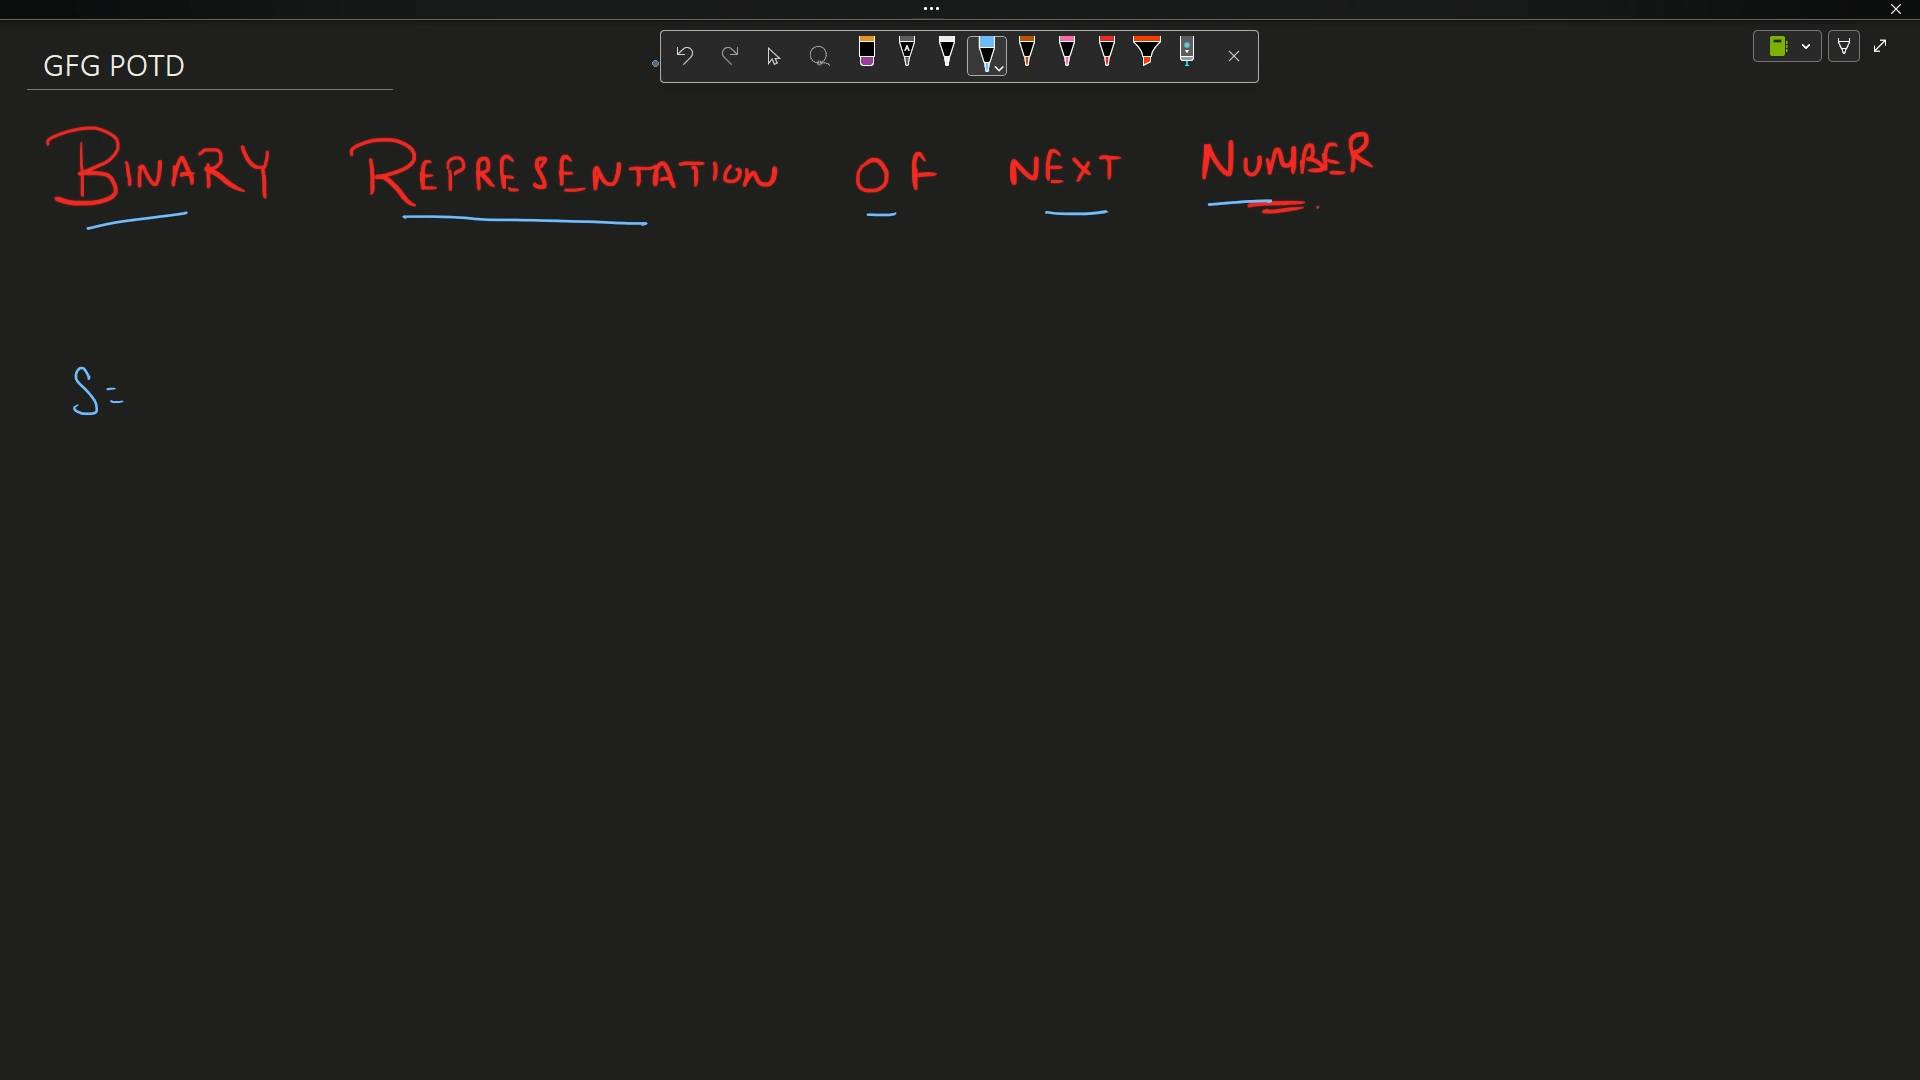 GFG POTD
BINARY REPRESENTATION OF NEXT NUMBER
S=